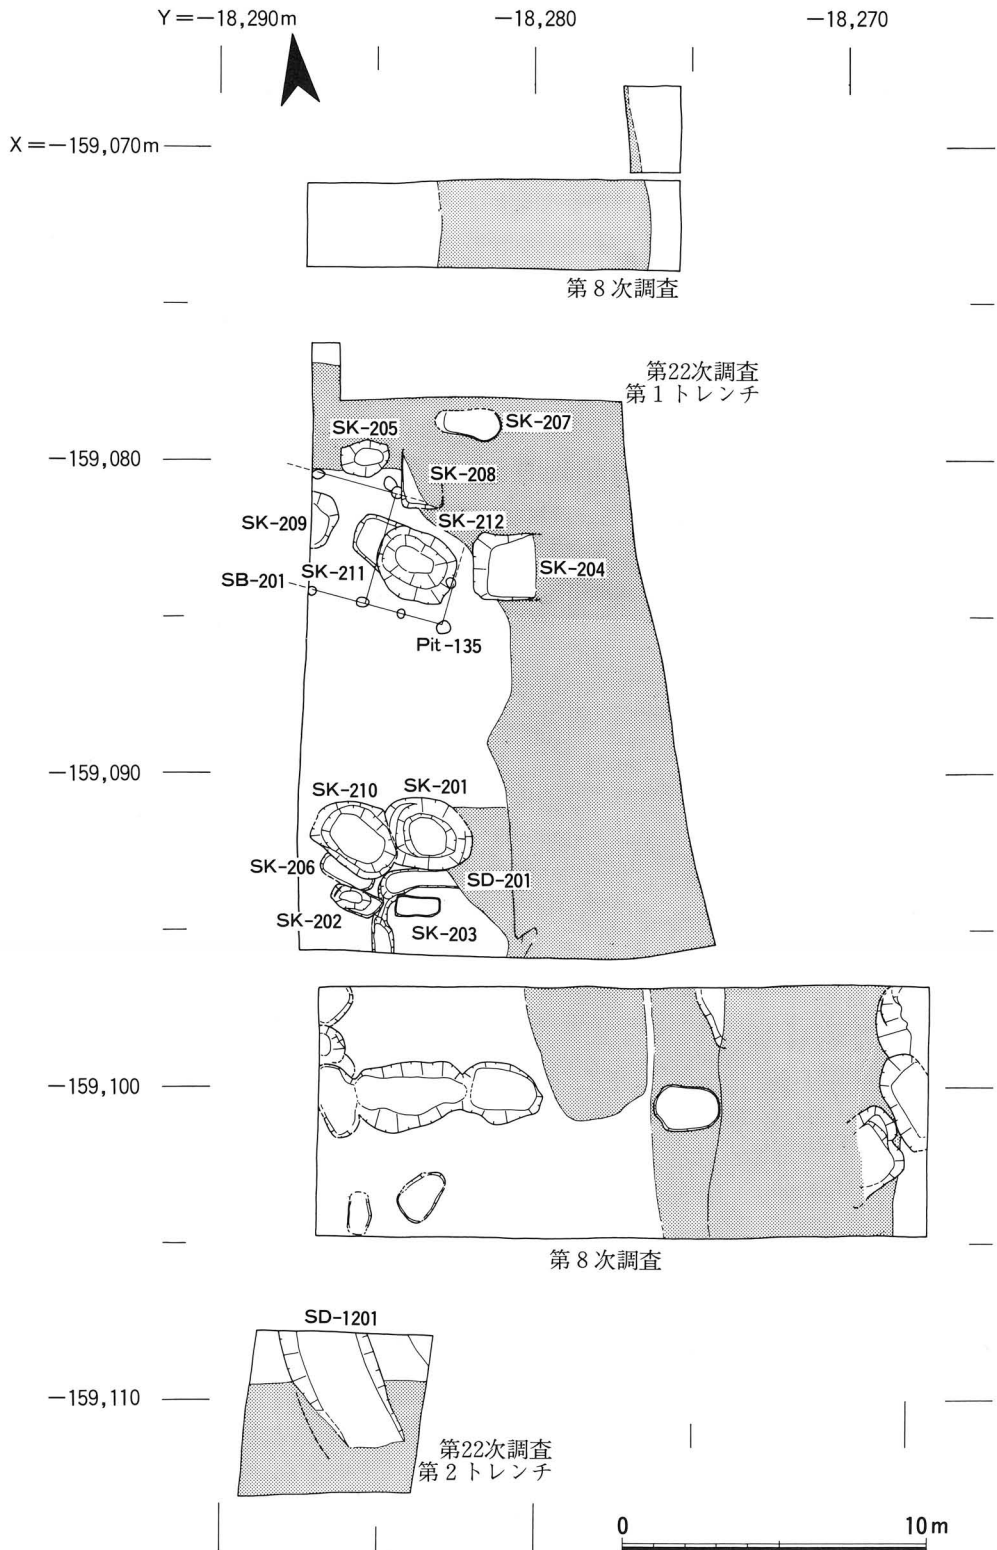 Y=−18,290m
−18,280
−18,270
X=−159,070m
第8次調査
第22次調査
第1トレンチ
SK-205
SK-207
−159,080
SK-208
SK-209
SK-212
SB-201
SK-211
SK-204
Pit-135
−159,090
SK-210
SK-201
SK-206
SD-201
SK-202
SK-203
−159,100
第8次調査
SD-1201
−159,110
第22次調査
第2トレンチ
0
10m